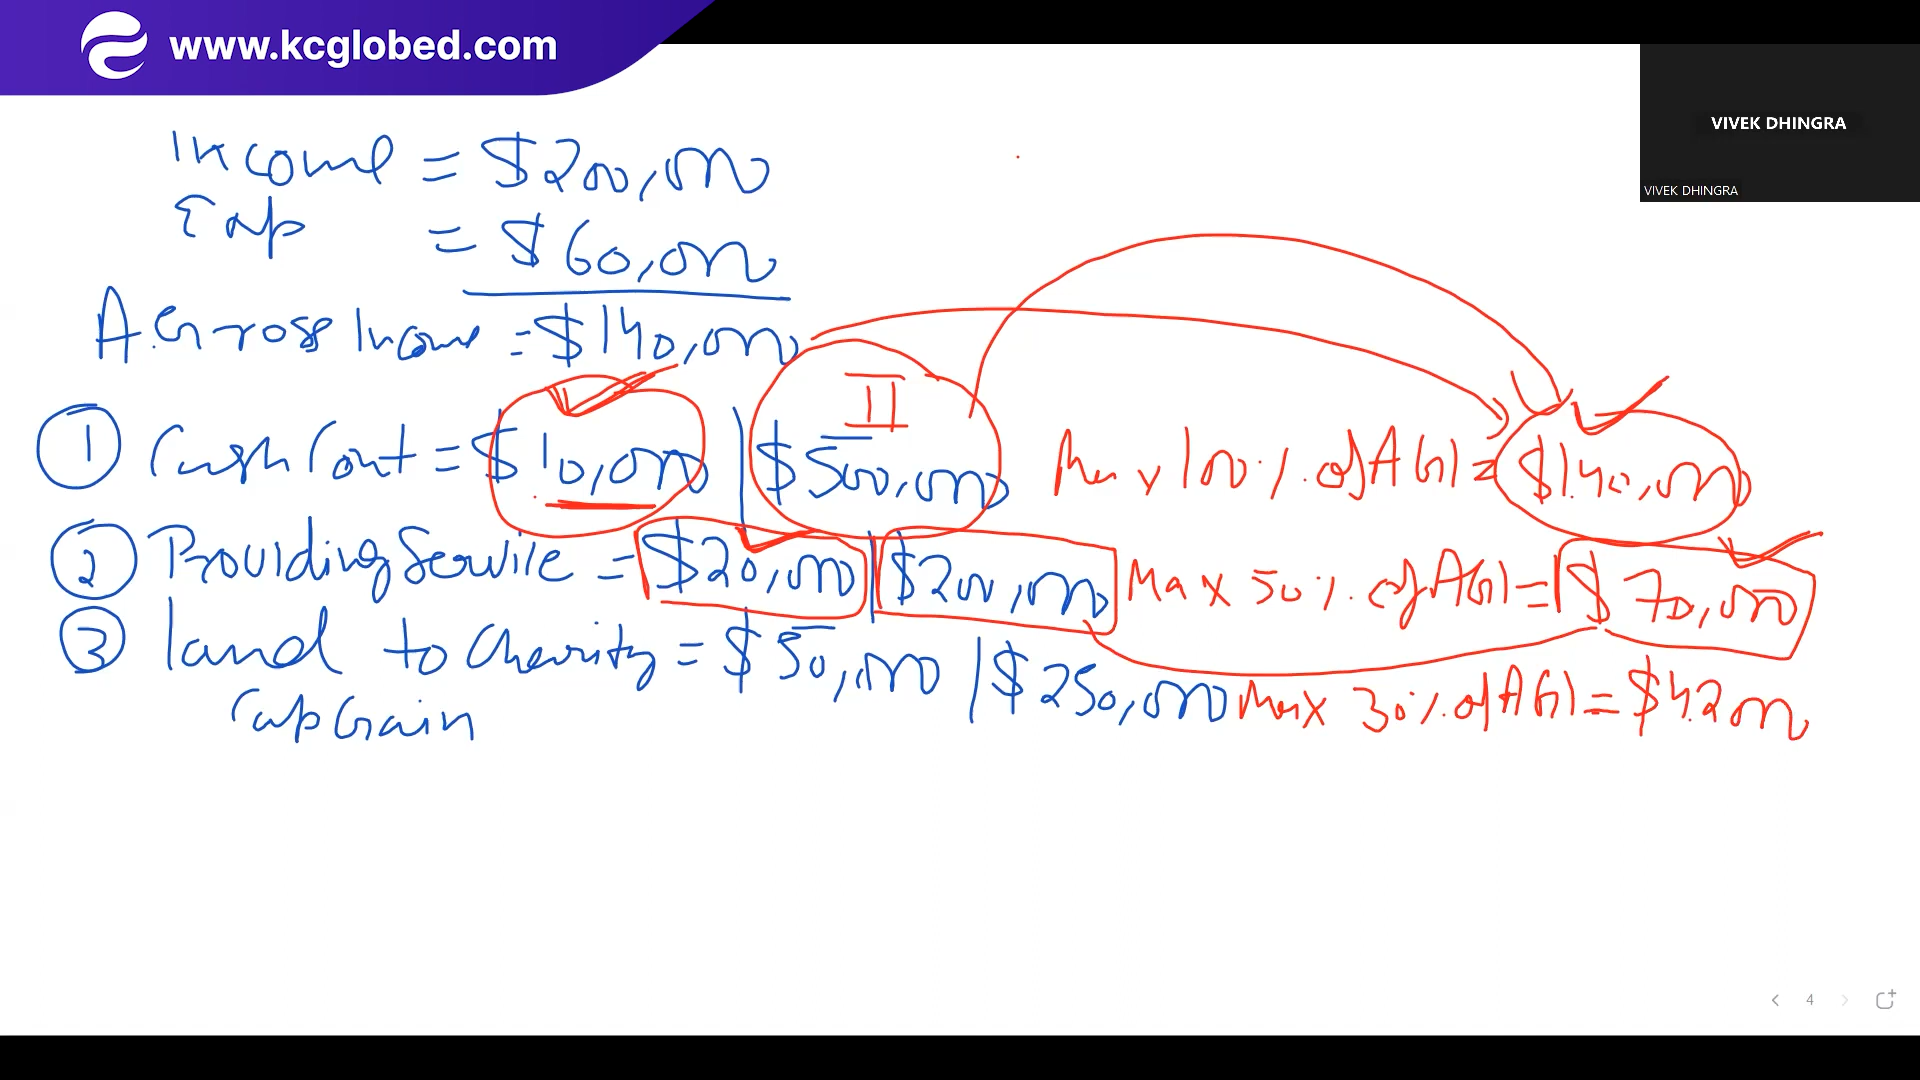 www.kcglobed.com
VIVEK DHINGRA
VIVEK DHINGRA
Income = $200,000
Exp = $60,000
A.Gross Income = $140,000
① Cash Cont = $10,000 | $500,000 Max 100% of AGI = $140,000
II
② Providing Service = $20,000 | $200,000 Max 50% of AGI = $70,000
③ land to Charity = $50,000 | $250,000 Max 30% of AGI = $42000
Cap Gain
4